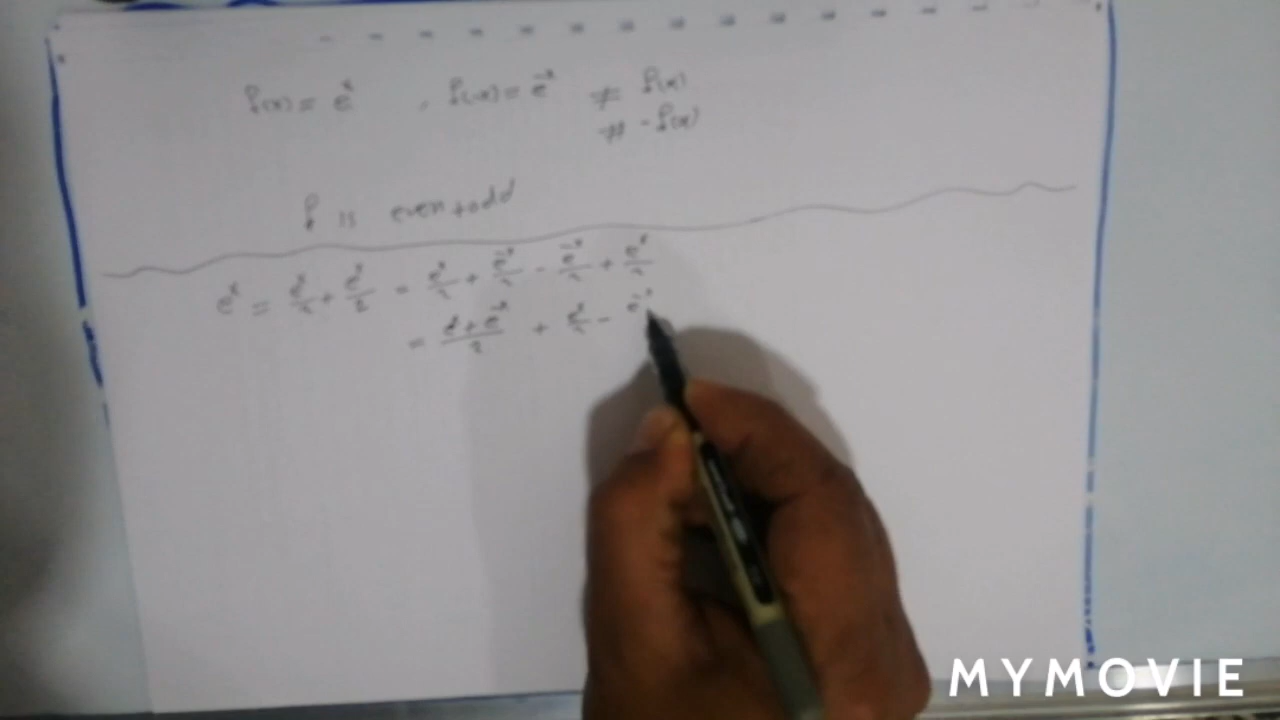 f(x) = e^x , f(-x) = e^-x ≠ f(x)
≠ - f(x)
f is even + odd
e^x = e^x/2 + e^x/2 = e^x/2 + e^-x/2 - e^-x/2 + e^x/2
= e^x + e^-x/2 + e^x/2 - e^-x
MYMOVIE